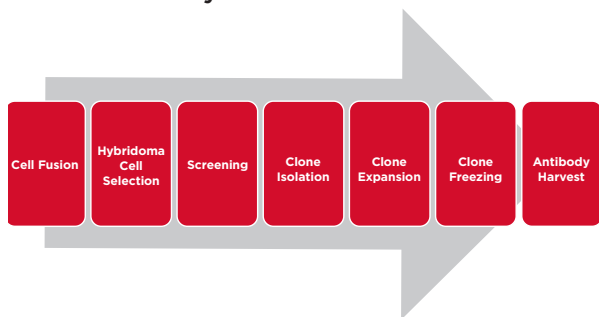 Cell Fusion
Hybridoma
Cell
Selection
Screening
Clone
Isolation
Clone
Expansion
Clone
Freezing
Antibody
Harvest